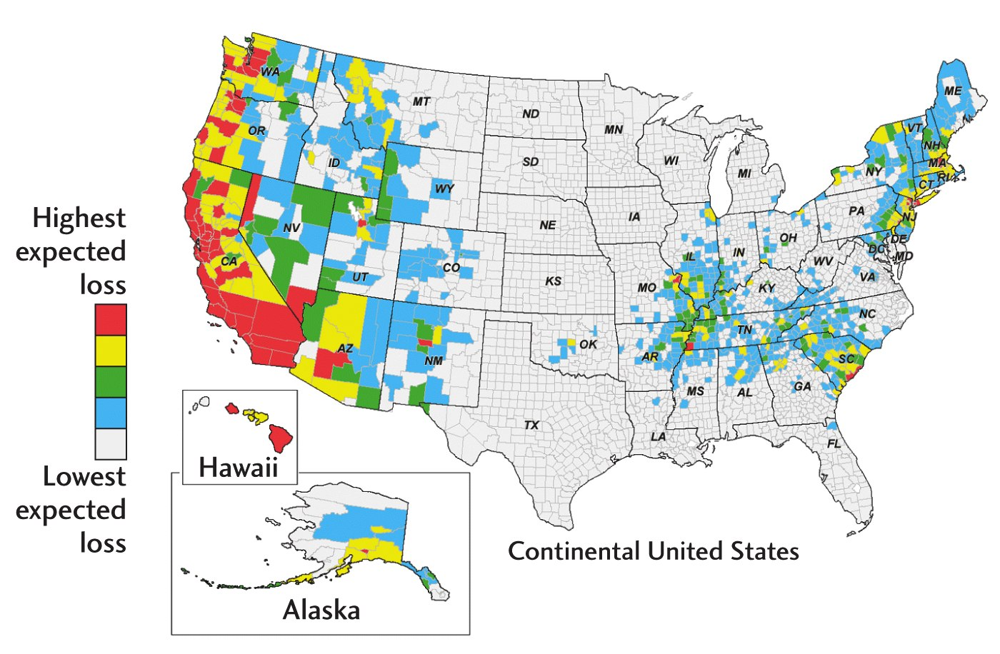 Highest
expected
loss
Lowest
expected
loss
WA
OR
CA
ID
NV
UT
AZ
MT
WY
CO
NM
ND
SD
NE
KS
OK
TX
MN
IA
MO
AR
LA
WI
IL
MI
IN
OH
KY
TN
MS
AL
GA
FL
SC
NC
VA
WV
PA
NY
VT
NH
ME
MA
RI
CT
NJ
DE
DC
MD
Hawaii
Alaska
Continental United States